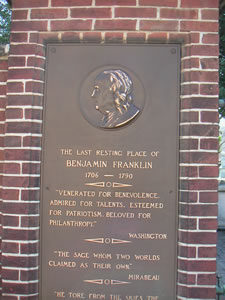 THE LAST RESTING PLACE OF
BENJAMIN FRANKLIN
1706 — 1790
"VENERATED FOR BENEVOLENCE,
ADMIRED FOR TALENTS, ESTEEMED
FOR PATRIOTISM, BELOVED FOR
PHILANTHROPY."
WASHINGTON
"THE SAGE WHOM TWO WORLDS
CLAIMED AS THEIR OWN"
MIRABEAU
"HE TORE FROM THE SKIES THE